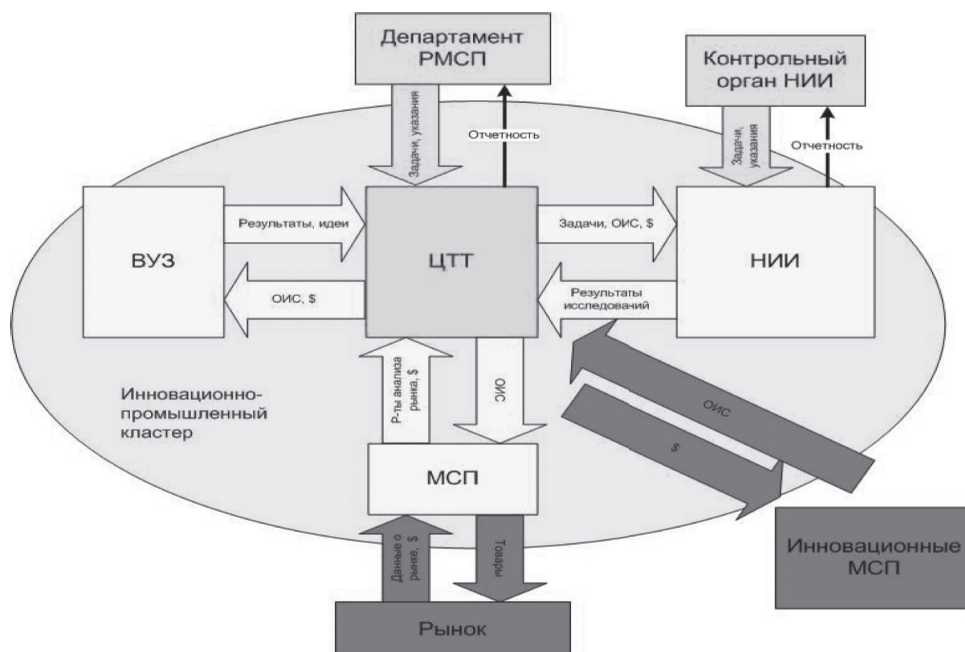 Департамент
РМСП
Контрольный
орган НИИ
Задачи, указания
Отчетность
Задачи,
указания
Отчетность
ВУЗ
Результаты, идеи
ЦТТ
Задачи, ОИС, $
НИИ
ОИС, $
Результаты
исследований
Инновационно-
промышленный
кластер
Р-ты анализа
рынка, $
ОИС
ОИС
$
МСП
Данные о
рынке, $
Товары
Инновационные
МСП
Рынок